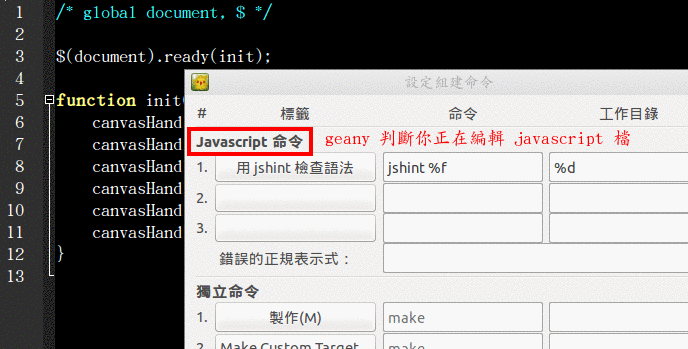 1 /* global document, $ */
2
3 $(document).ready(init);
4
5 function init(
6 canvasHand
7 canvasHand
8 canvasHand
9 canvasHand
10 canvasHand
11 canvasHand
12 }
13
設定組建命令
# 標籤 命令 工作目錄
Javascript 命令 geany 判斷你正在編輯 javascript 檔
1. 用 jshint 檢查語法 jshint %f %d
2.
3.
錯誤的正規表示式：
獨立命令
1. 製作(M) make
2. Make Custom Target